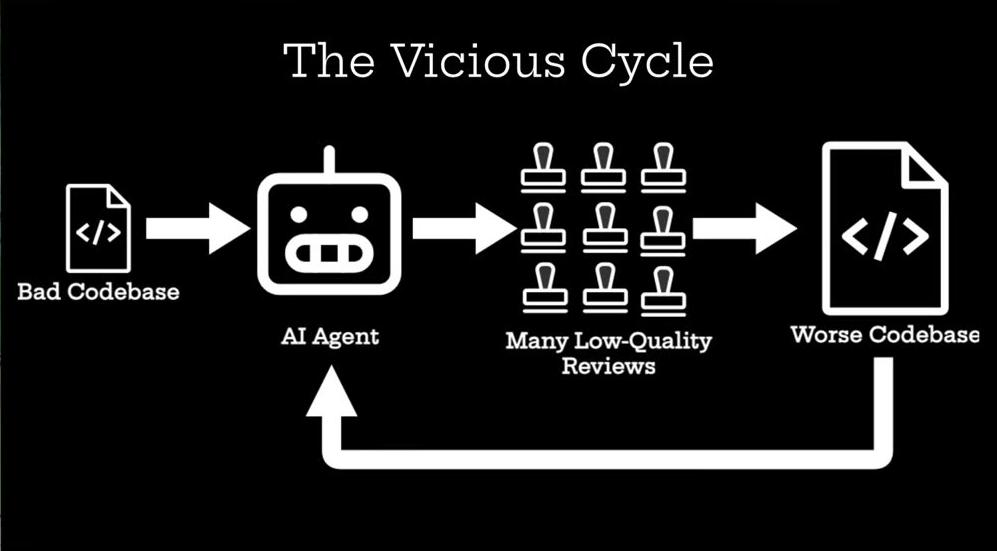 The Vicious Cycle
</>
</>
Bad Codebase
AI Agent
Many Low-Quality
Reviews
Worse Codebase